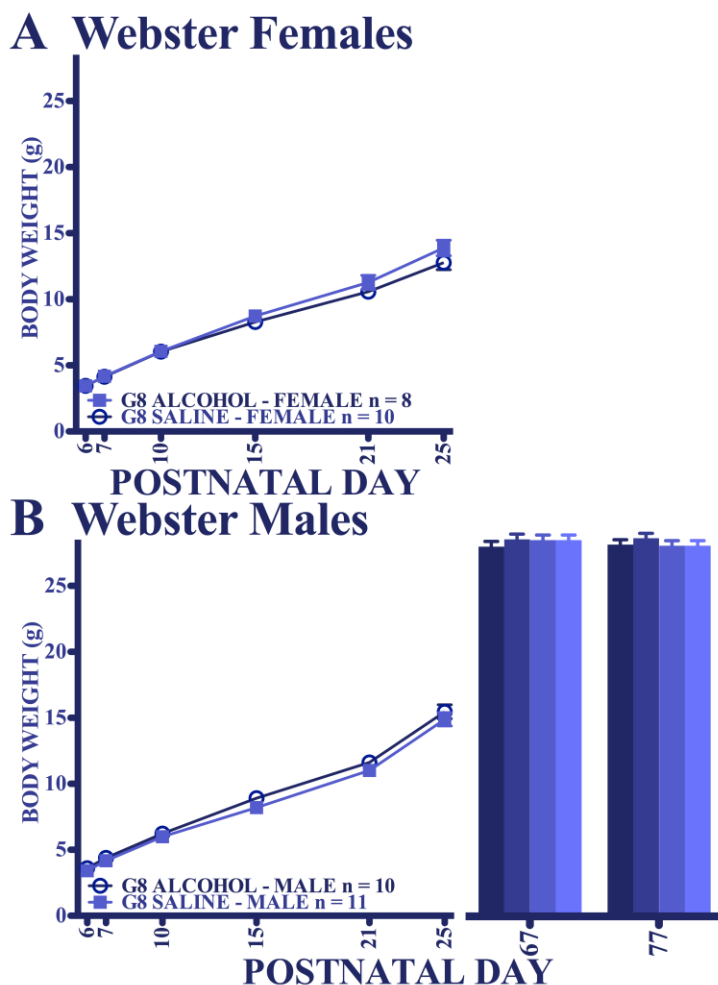 A Webster Females
BODY WEIGHT (g)
25
20
15
10
5
0
G8 ALCOHOL - FEMALE n = 8
G8 SALINE - FEMALE n = 10
6 7 10 15 21 25
POSTNATAL DAY
B Webster Males
BODY WEIGHT (g)
25
20
15
10
5
0
G8 ALCOHOL - MALE n = 10
G8 SALINE - MALE n = 11
6 7 10 15 21 25 67 77
POSTNATAL DAY